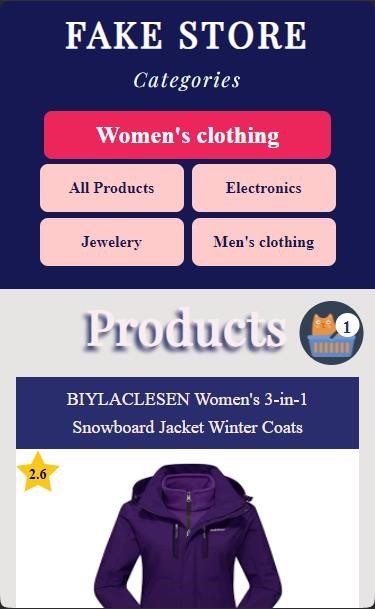 FAKE STORE
Categories
Women's clothing
All Products
Electronics
Jewelery
Men's clothing
Products
1
BIYLACLESEN Women's 3-in-1
Snowboard Jacket Winter Coats
2.6